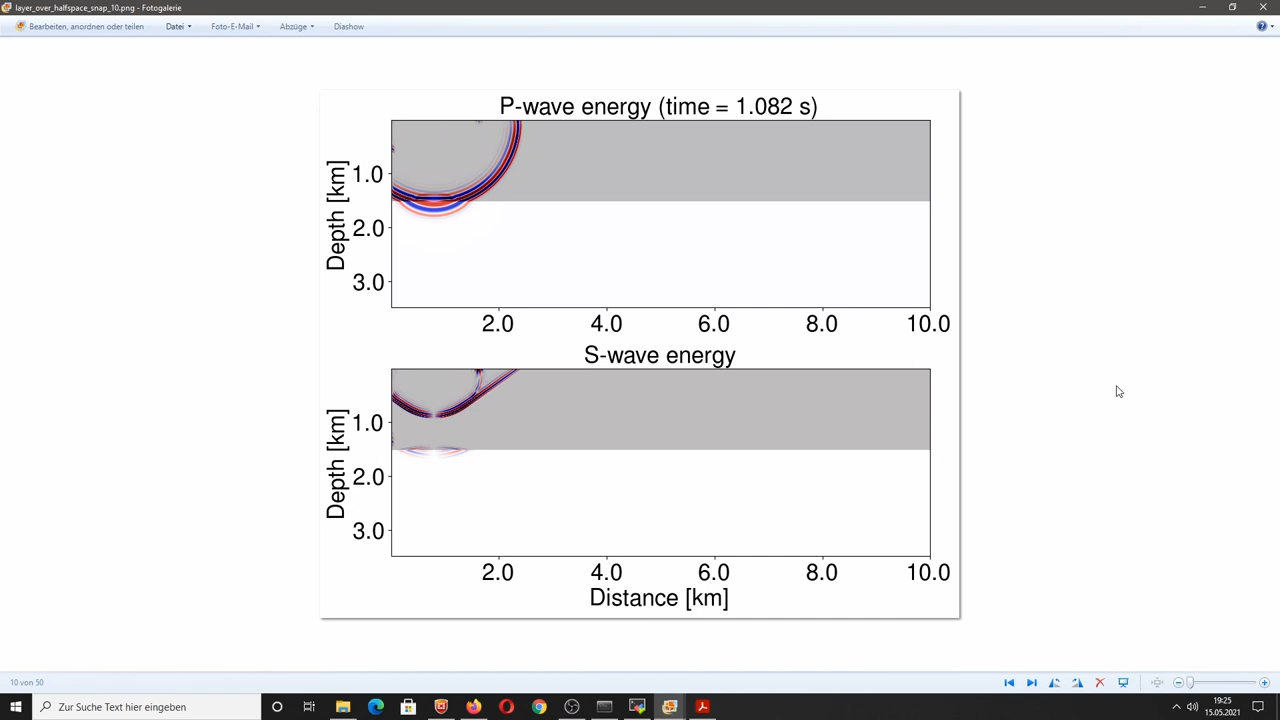 layer_over_halfspace_snap_10.png - Fotogalerie
Bearbeiten, anordnen oder teilen Datei Foto-E-Mail Abzüge Diashow
P-wave energy (time = 1.082 s)
Depth [km]
1.0
2.0
3.0
2.0 4.0 6.0 8.0 10.0
S-wave energy
Depth [km]
1.0
2.0
3.0
2.0 4.0 6.0 8.0 10.0
Distance [km]
10 von 50
Zur Suche Text hier eingeben
19:25
15.05.2021